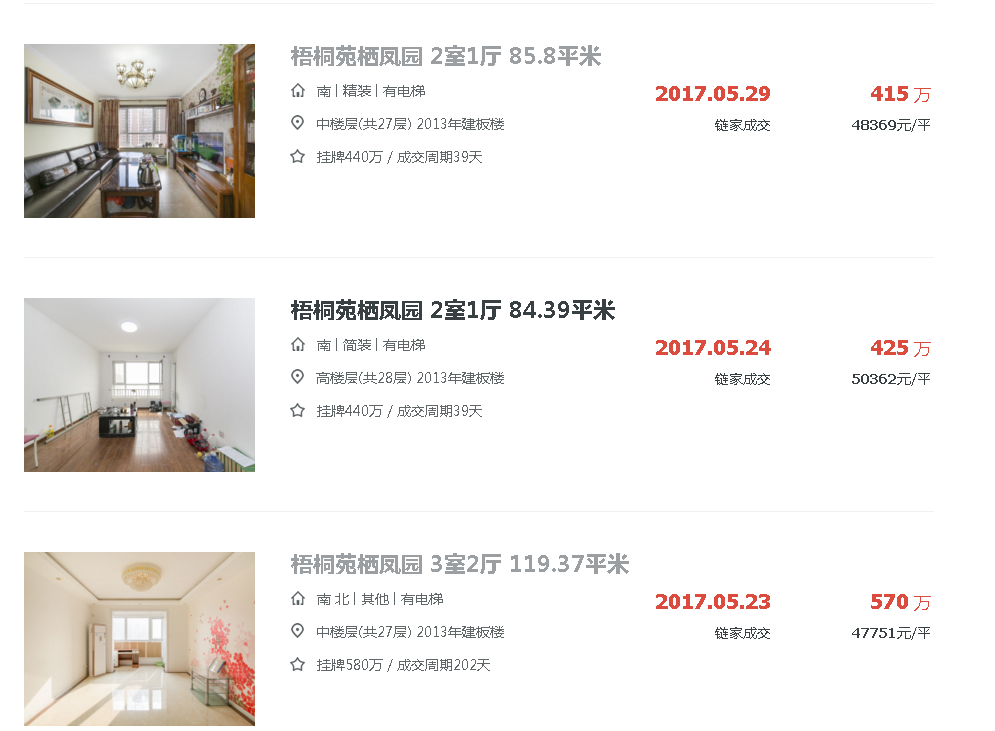 梧桐苑栖凤园 2室1厅 85.8平米
南 | 精装 | 有电梯
2017.05.29
415 万
中楼层(共27层) 2013年建板楼
链家成交
48369元/平
挂牌440万 / 成交周期39天
梧桐苑栖凤园 2室1厅 84.39平米
南 | 简装 | 有电梯
2017.05.24
425 万
高楼层(共28层) 2013年建板楼
链家成交
50362元/平
挂牌440万 / 成交周期39天
梧桐苑栖凤园 3室2厅 119.37平米
南 北 | 其他 | 有电梯
2017.05.23
570 万
中楼层(共27层) 2013年建板楼
链家成交
47751元/平
挂牌580万 / 成交周期202天